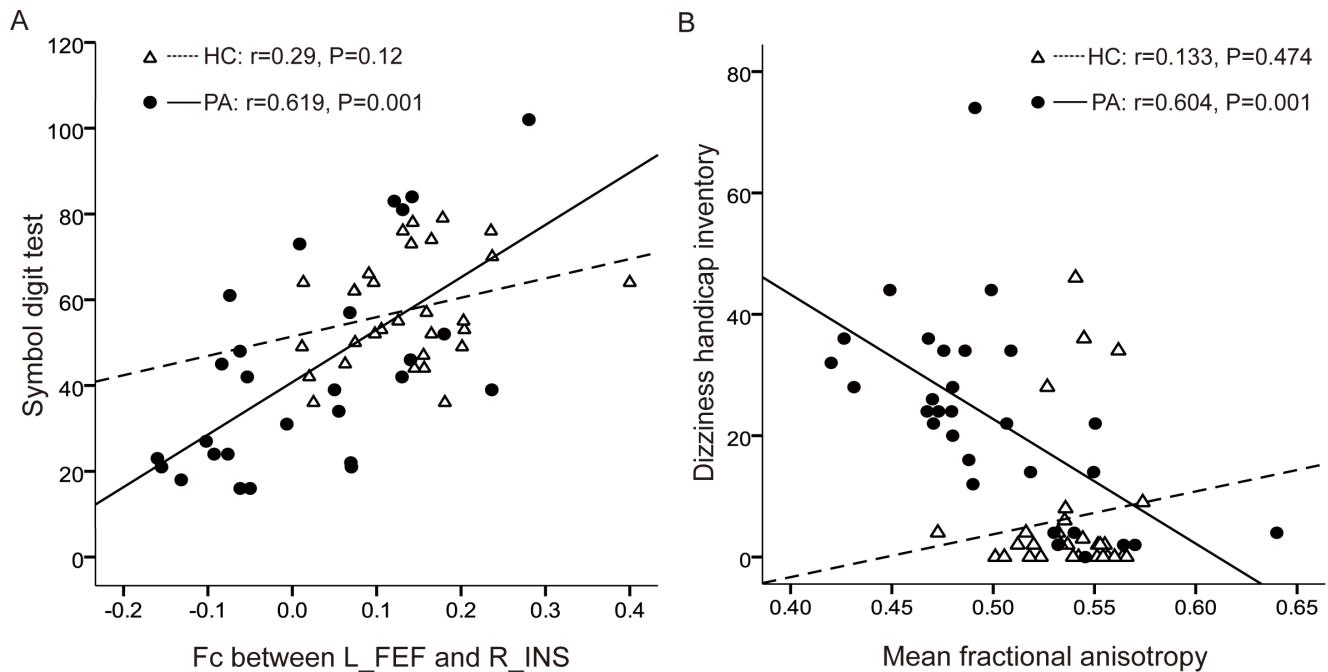 A
120
100
80
60
40
20
0
Symbol digit test
HC: r=0.29, P=0.12
PA: r=0.619, P=0.001
-0.2 -0.1 0.0 0.1 0.2 0.3 0.4
Fc between L_FEF and R_INS
B
80
60
40
20
0
Dizziness handicap inventory
HC: r=0.133, P=0.474
PA: r=0.604, P=0.001
0.40 0.45 0.50 0.55 0.60 0.65
Mean fractional anisotropy